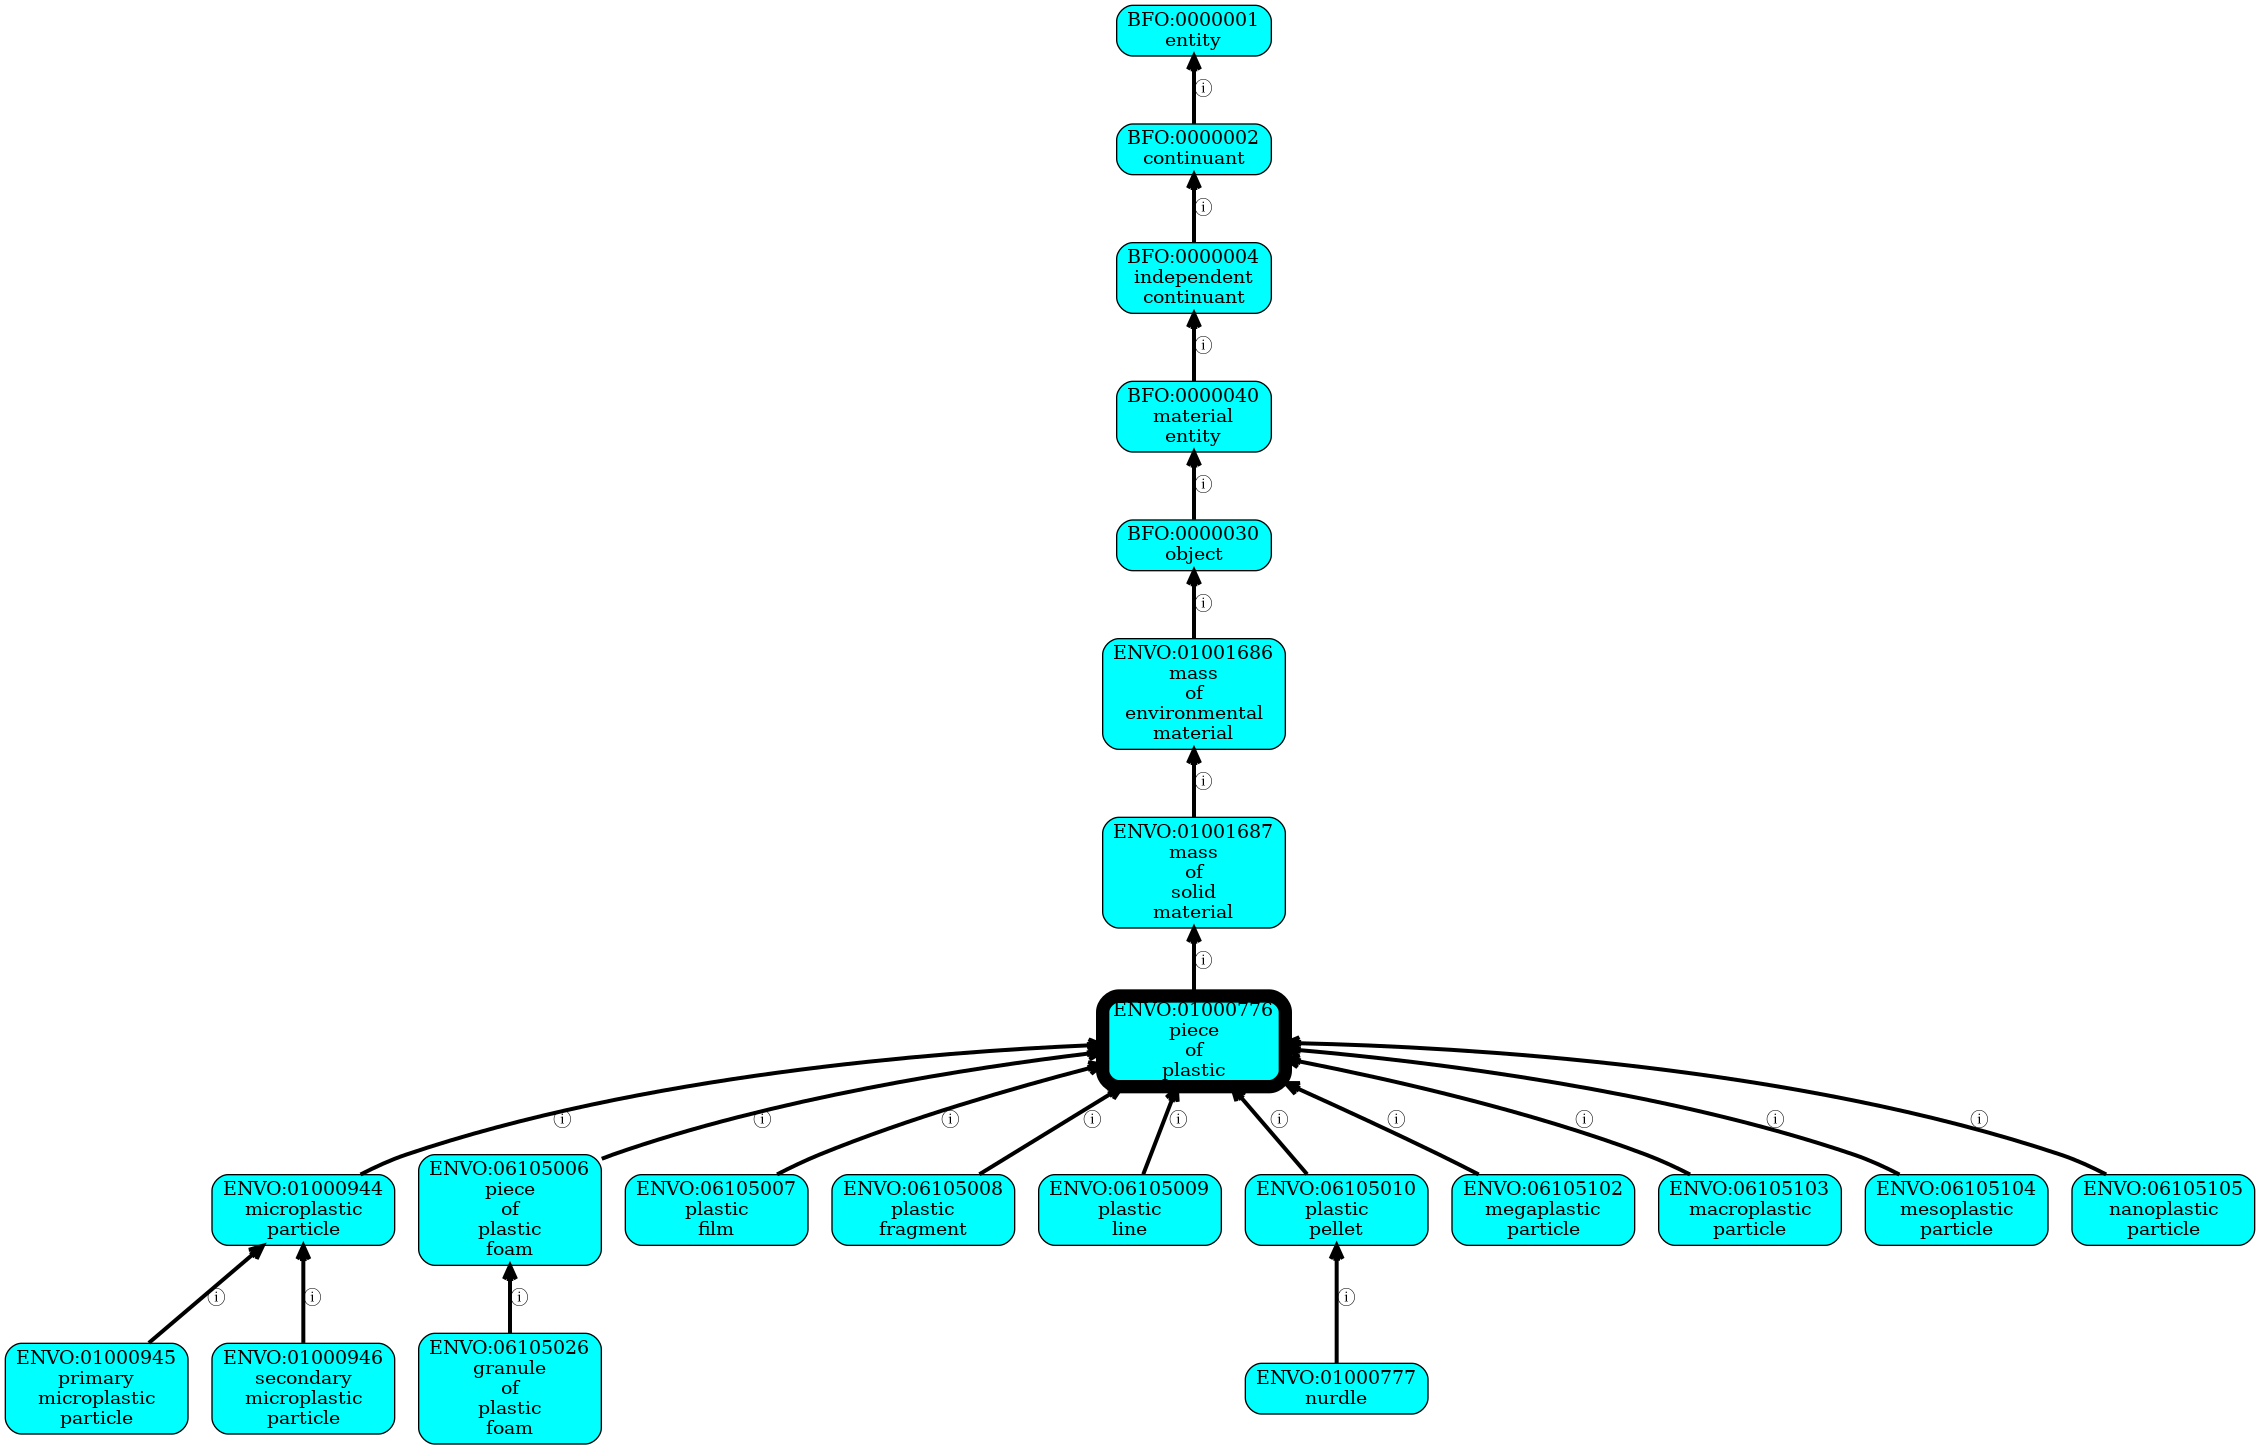 BFO:0000001
entity
ⓘ
BFO:0000002
continuant
ⓘ
BFO:0000004
independent
continuant
ⓘ
BFO:0000040
material
entity
ⓘ
BFO:0000030
object
ⓘ
ENVO:01001686
mass
of
environmental
material
ⓘ
ENVO:01001687
mass
of
solid
material
ⓘ
ENVO:01000776
piece
of
plastic
ⓘ
ⓘ
ⓘ
ⓘ
ⓘ
ⓘ
ⓘ
ⓘ
ⓘ
ⓘ
ENVO:01000944
microplastic
particle
ENVO:06105006
piece
of
plastic
foam
ENVO:06105007
plastic
film
ENVO:06105008
plastic
fragment
ENVO:06105009
plastic
line
ENVO:06105010
plastic
pellet
ENVO:06105102
megaplastic
particle
ENVO:06105103
macroplastic
particle
ENVO:06105104
mesoplastic
particle
ENVO:06105105
nanoplastic
particle
ⓘ
ⓘ
ⓘ
ⓘ
ENVO:01000945
primary
microplastic
particle
ENVO:01000946
secondary
microplastic
particle
ENVO:06105026
granule
of
plastic
foam
ENVO:01000777
nurdle